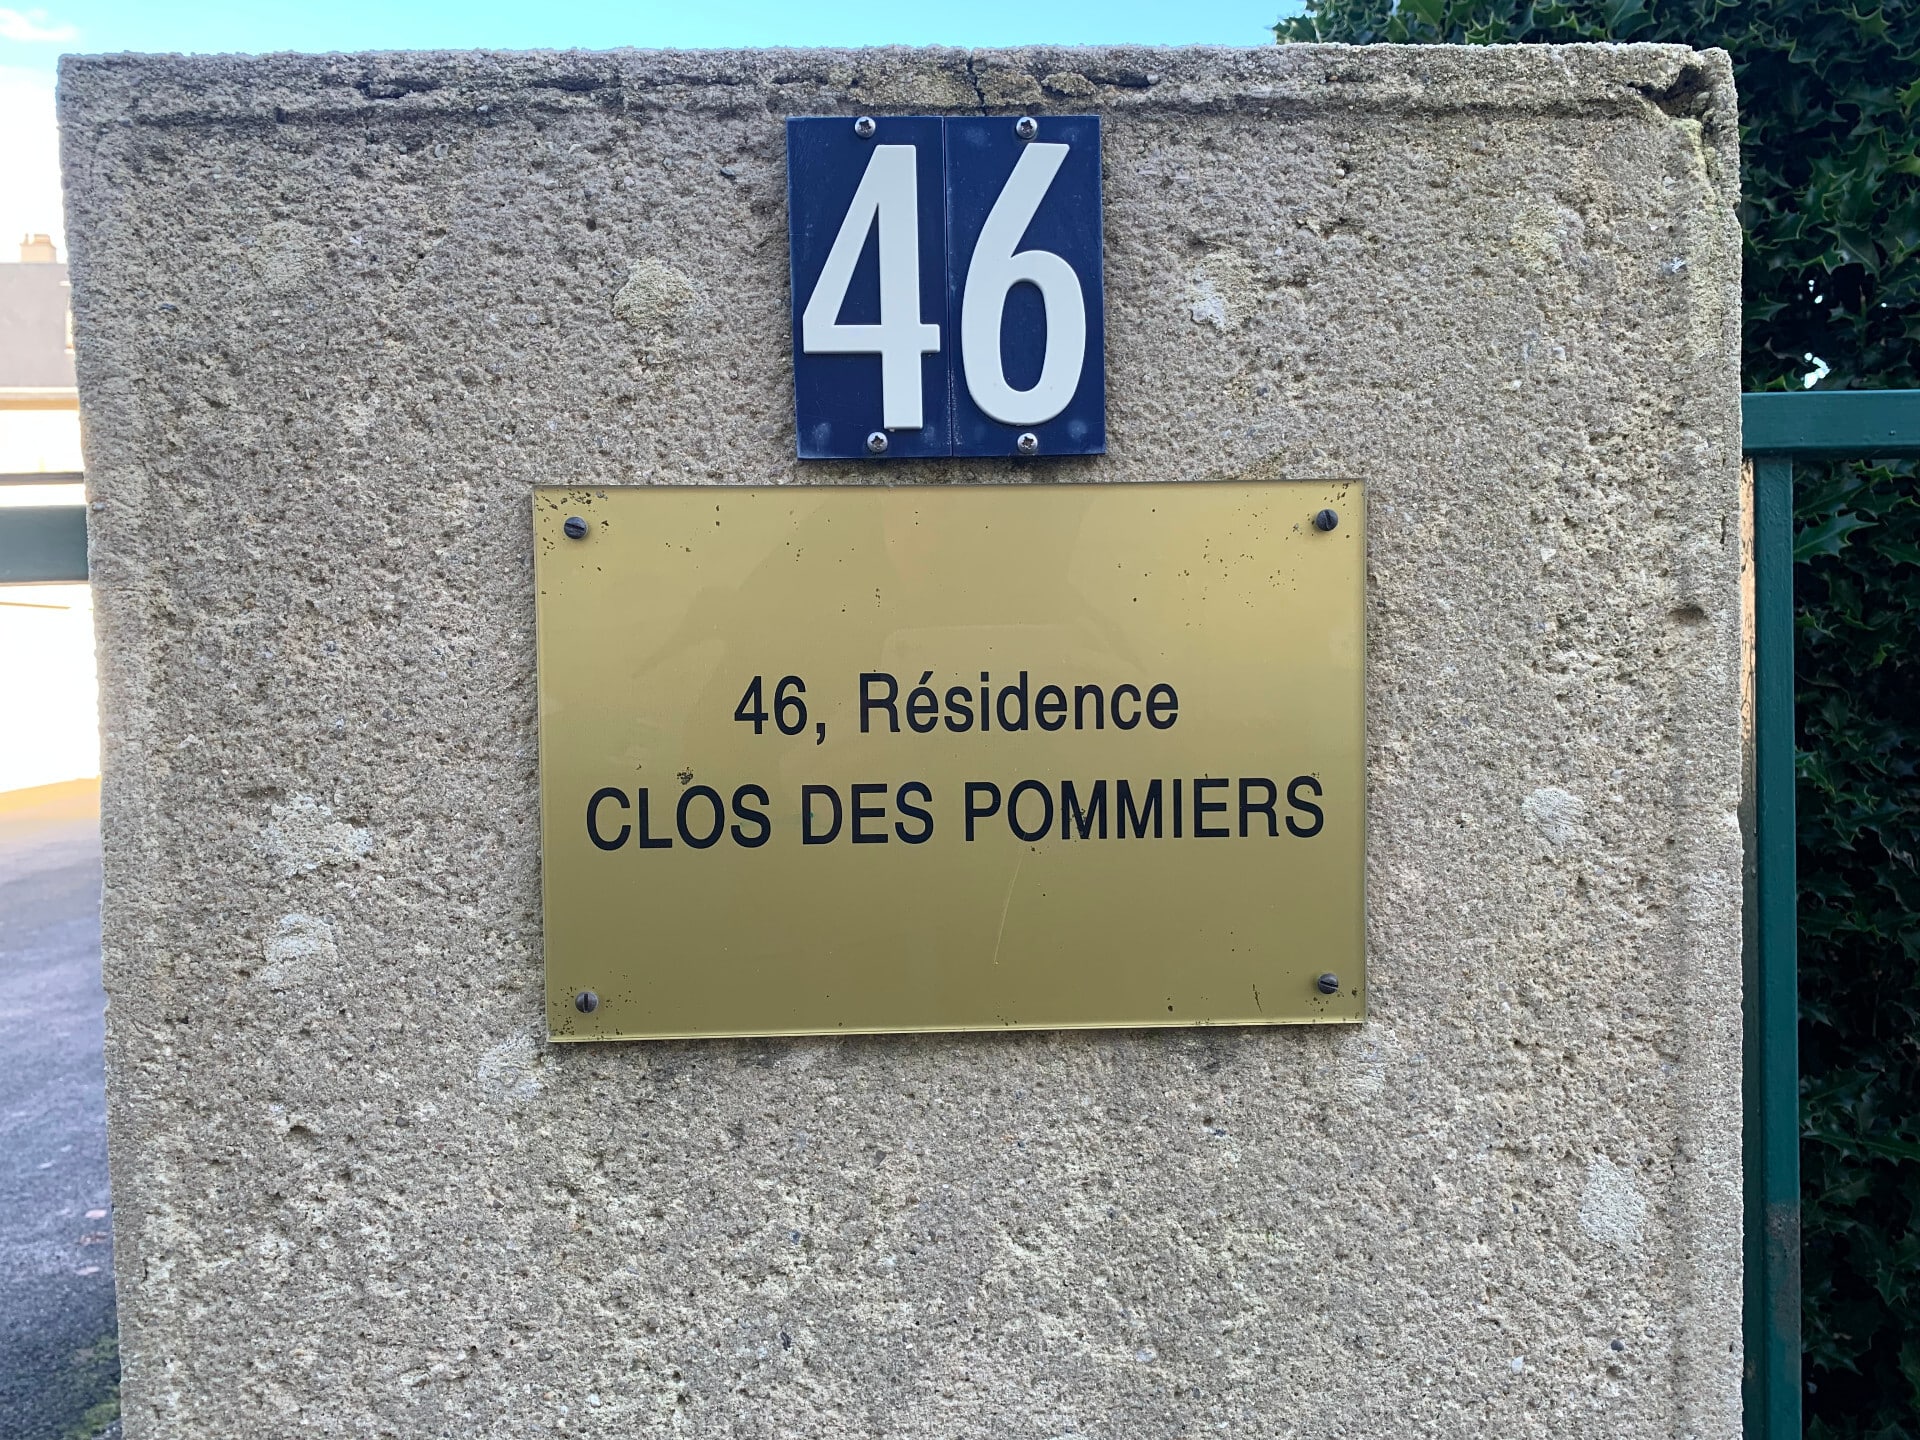 46
46, Résidence
CLOS DES POMMIERS